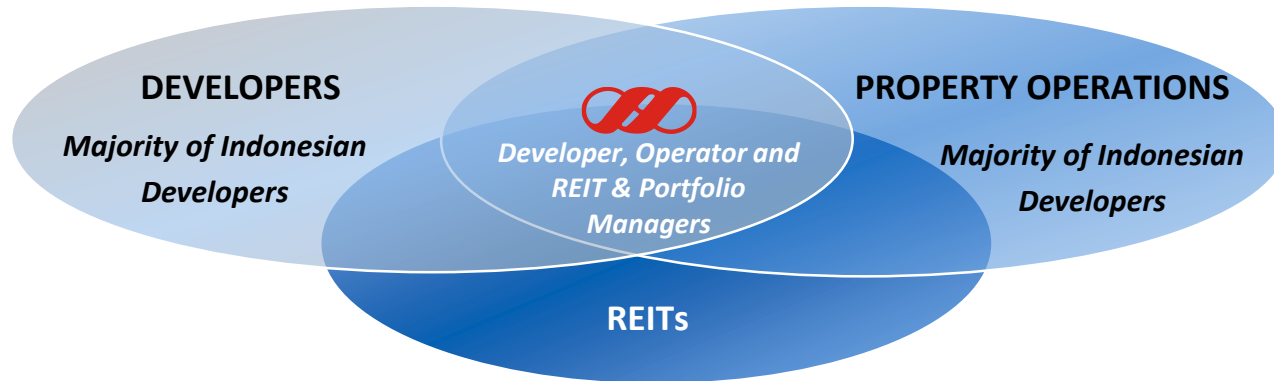 DEVELOPERS
Majority of Indonesian
Developers
Developer, Operator and
REIT & Portfolio
Managers
PROPERTY OPERATIONS
Majority of Indonesian
Developers
REITs